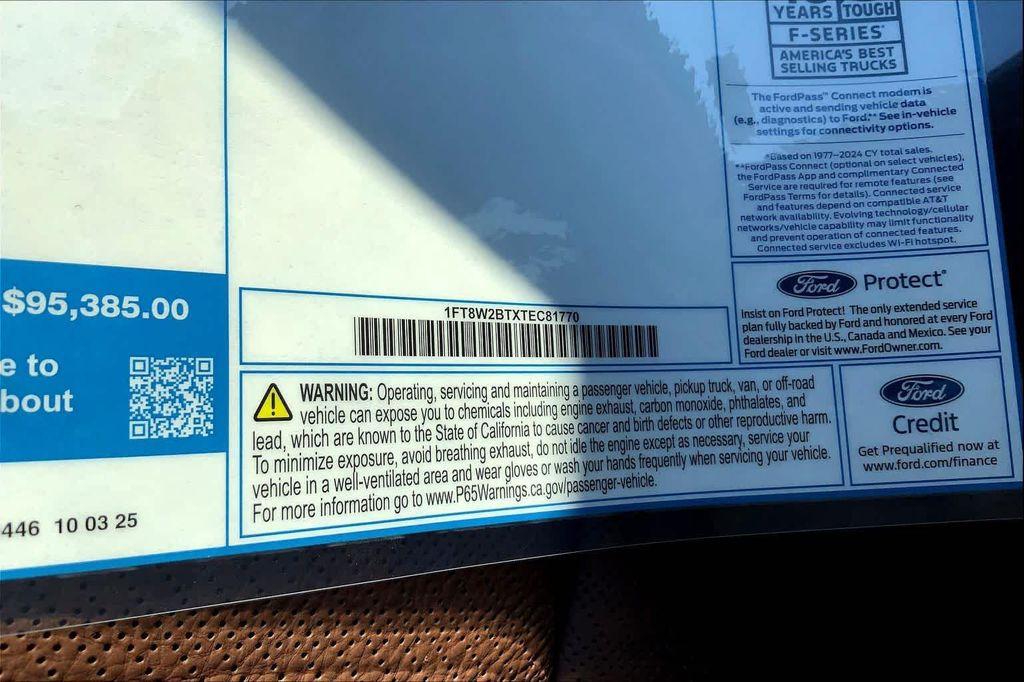 YEARS TOUGH
F-SERIES®
AMERICA'S BEST
SELLING TRUCKS
The FordPass™ Connect modem is
active and sending vehicle data
(e.g., diagnostics) to Ford.** See in-vehicle
settings for connectivity options.
*Based on 1977–2024 CY total sales.
**FordPass Connect (optional on select vehicles),
the FordPass App and complimentary Connected
Service are required for remote features (see
FordPass Terms for details). Connected service
and features depend on compatible AT&T
network availability. Evolving technology/cellular
networks/vehicle capability may limit functionality
and prevent operation of connected features.
Connected service excludes Wi-Fi hotspot.
$95,385.00
e to
bout
446 10 03 25
1FT8W2BTXTEC81770
WARNING: Operating, servicing and maintaining a passenger vehicle, pickup truck, van, or off-road
vehicle can expose you to chemicals including engine exhaust, carbon monoxide, phthalates, and
lead, which are known to the State of California to cause cancer and birth defects or other reproductive harm.
To minimize exposure, avoid breathing exhaust, do not idle the engine except as necessary, service your
vehicle in a well-ventilated area and wear gloves or wash your hands frequently when servicing your vehicle.
For more information go to www.P65Warnings.ca.gov/passenger-vehicle.
Ford Protect®
Insist on Ford Protect! The only extended service
plan fully backed by Ford and honored at every Ford
dealership in the U.S., Canada and Mexico. See your
Ford dealer or visit www.FordOwner.com.
Ford
Credit
Get Prequalified now at
www.ford.com/finance